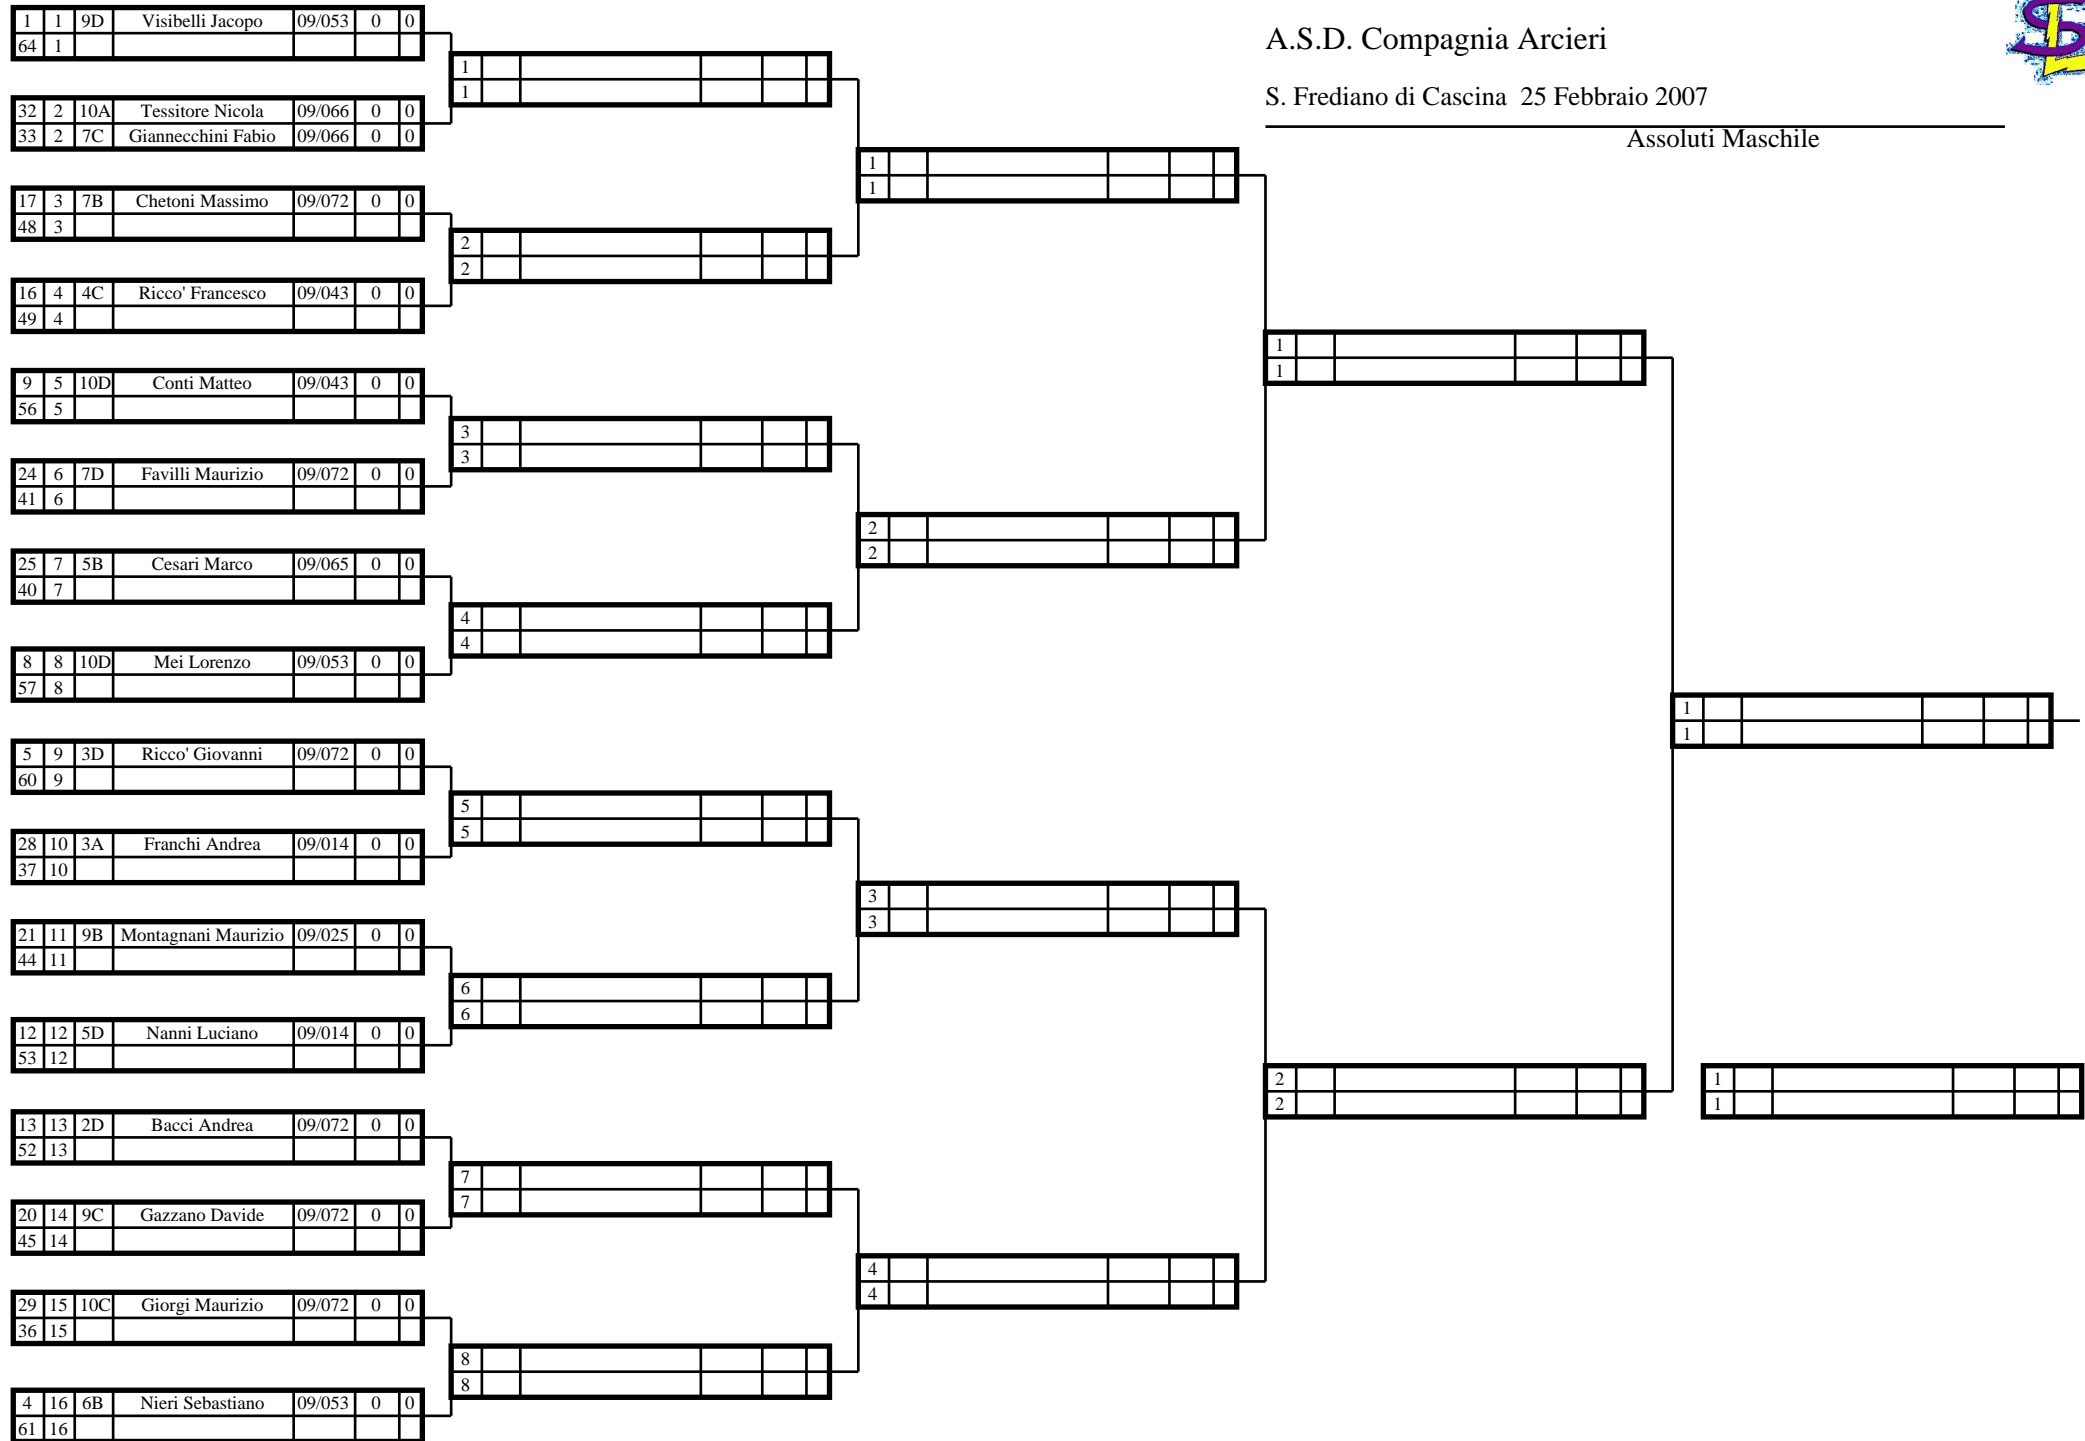 A.S.D. Compagnia Arcieri
S. Frediano di Cascina 25 Febbraio 2007
Assoluti Maschile
1 1 9D Visibelli Jacopo 09/053 0 0
64 1
32 2 10A Tessitore Nicola 09/066 0 0
33 2 7C Giannecchini Fabio 09/066 0 0
17 3 7B Chetoni Massimo 09/072 0 0
48 3
16 4 4C Ricco' Francesco 09/043 0 0
49 4
9 5 10D Conti Matteo 09/043 0 0
56 5
24 6 7D Favilli Maurizio 09/072 0 0
41 6
25 7 5B Cesari Marco 09/065 0 0
40 7
8 8 10D Mei Lorenzo 09/053 0 0
57 8
5 9 3D Ricco' Giovanni 09/072 0 0
60 9
28 10 3A Franchi Andrea 09/014 0 0
37 10
21 11 9B Montagnani Maurizio 09/025 0 0
44 11
12 12 5D Nanni Luciano 09/014 0 0
53 12
13 13 2D Bacci Andrea 09/072 0 0
52 13
20 14 9C Gazzano Davide 09/072 0 0
45 14
29 15 10C Giorgi Maurizio 09/072 0 0
36 15
4 16 6B Nieri Sebastiano 09/053 0 0
61 16
1
1
2
2
3
3
4
4
5
5
6
6
7
7
8
8
1
1
2
2
3
3
4
4
1
1
2
2
1
1
1
1